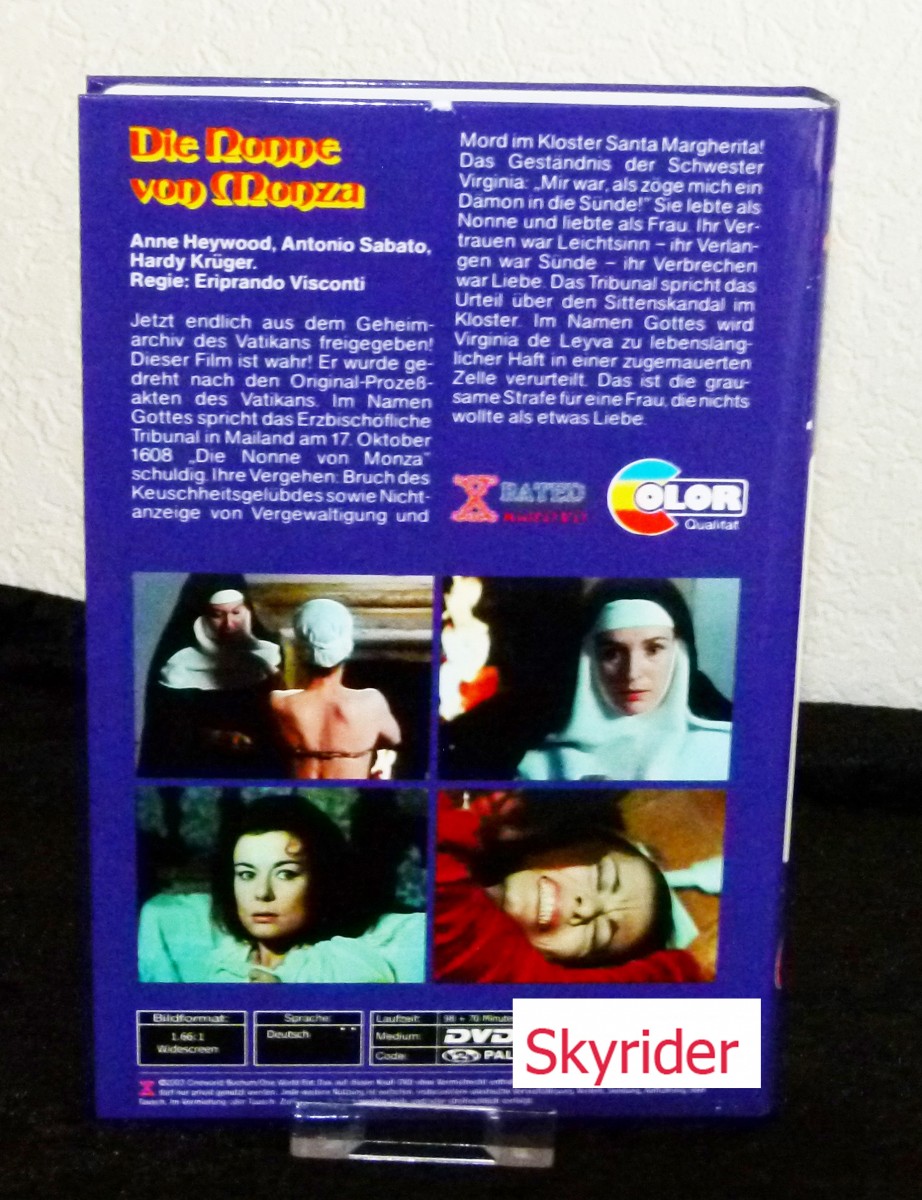 Die Nonne
von Monza
Anne Heywood, Antonio Sabato,
Hardy Krüger.
Regie: Eriprando Visconti
Jetzt endlich aus dem Geheim-
archiv des Vatikans freigegeben!
Dieser Film ist wahr! Er wurde ge-
dreht nach den Original-Prozeß-
akten des Vatikans. Im Namen
Gottes spricht das Erzbischöfliche
Tribunal in Mailand am 17. Oktober
1608 „Die Nonne von Monza"
schuldig. Ihre Vergehen: Bruch des
Keuschheitsgelübdes sowie Nicht-
anzeige von Vergewaltigung und
Mord im Kloster Santa Margherita!
Das Geständnis der Schwester
Virginia: „Mir war, als zöge mich ein
Dämon in die Sünde!" Sie lebte als
Nonne und liebte als Frau. Ihr Ver-
trauen war Leichtsinn – ihr Verlan-
gen war Sünde – ihr Verbrechen
war Liebe. Das Tribunal spricht das
Urteil über den Sittenskandal im
Kloster. Im Namen Gottes wird
Virginia de Leyva zu lebensläng-
licher Haft in einer zugemauerten
Zelle verurteilt. Das ist die grau-
same Strafe für eine Frau, die nichts
wollte als etwas Liebe.
X RATED
COLOR
Qualität
Bildformat:
1.66:1
Widescreen
Sprache:
Deutsch
Laufzeit: 98 + 70 Minute
Medium: DVD
Code: PAL
Skyrider